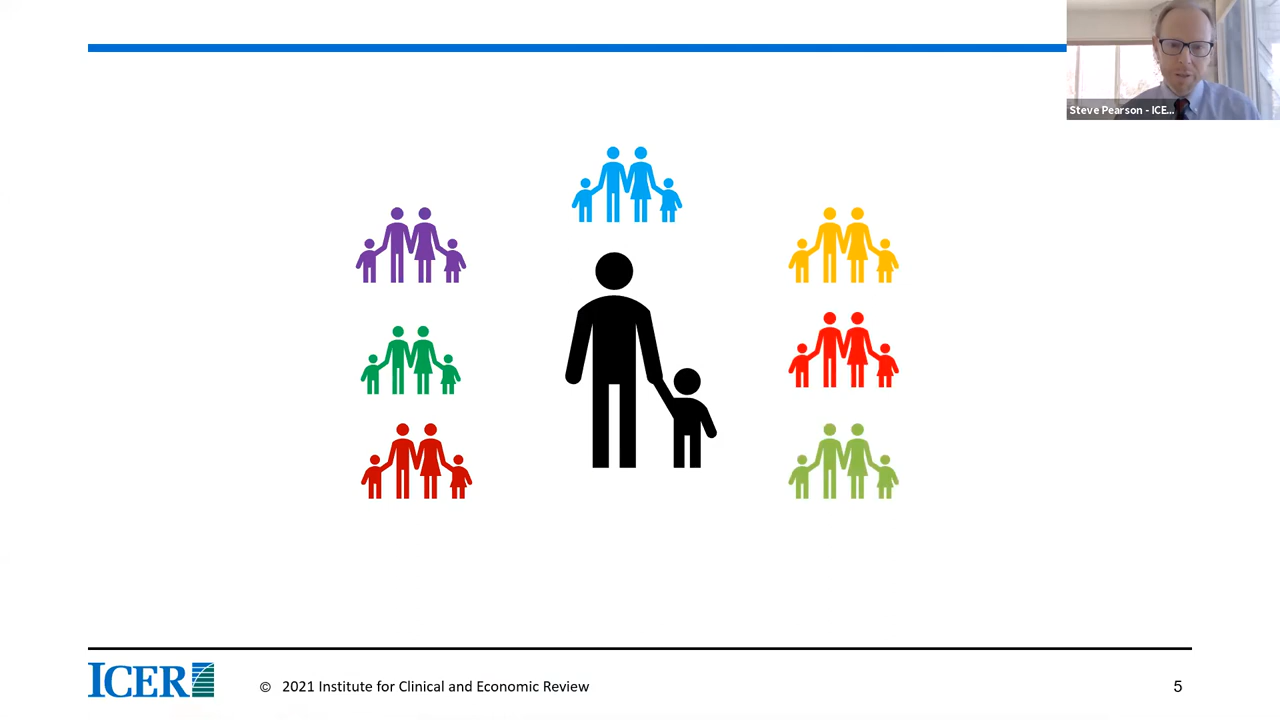 Steve Pearson - ICE...
ICER
© 2021 Institute for Clinical and Economic Review
5